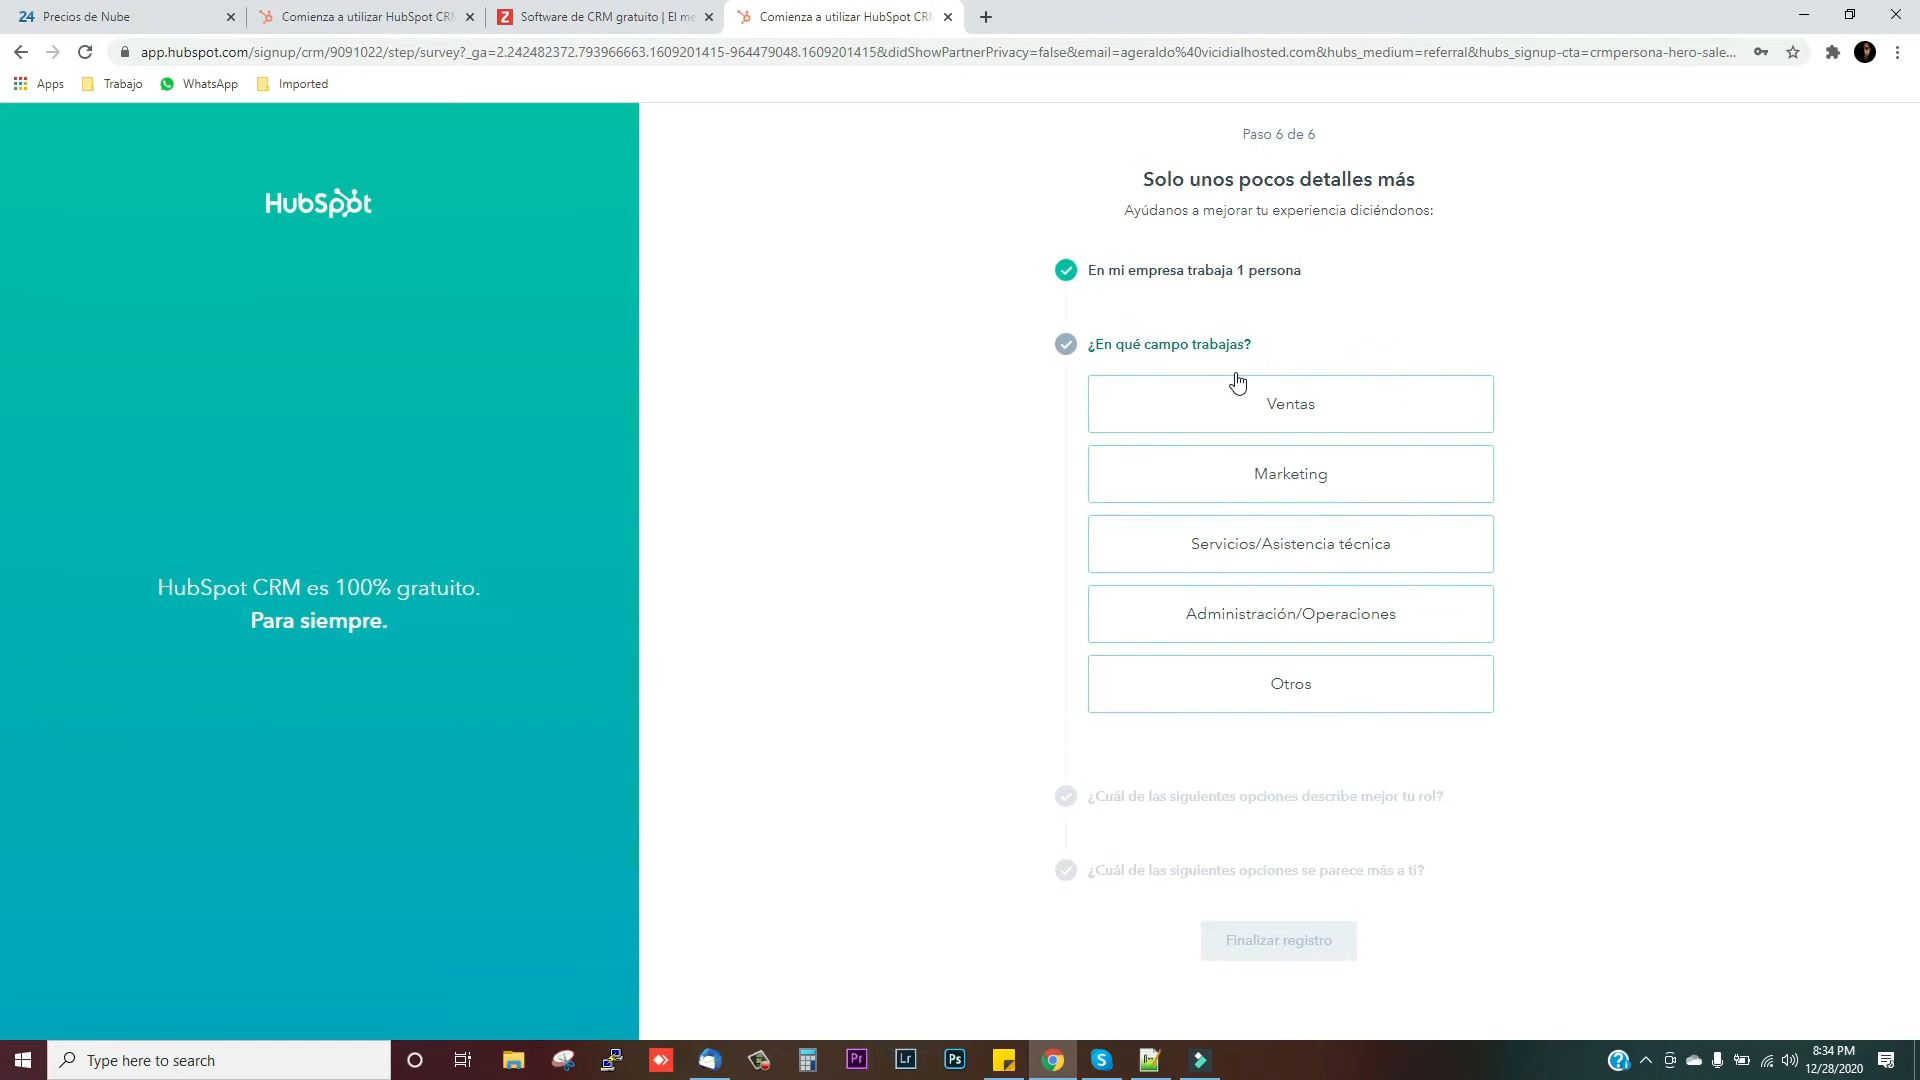 24 Precios de Nube
Comienza a utilizar HubSpot CRM
Z Software de CRM gratuito | El me
Comienza a utilizar HubSpot CRM
app.hubspot.com/signup/crm/9091022/step/survey?_ga=2.242482372.793966663.1609201415-964479048.1609201415&didShowPartnerPrivacy=false&email=ageraldo%40vicidialhosted.com&hubs_medium=referral&hubs_signup-cta=crmpersona-hero-sale...
Apps
Trabajo
WhatsApp
Imported
HubSpot
HubSpot CRM es 100% gratuito.
Para siempre.
Paso 6 de 6
Solo unos pocos detalles más
Ayúdanos a mejorar tu experiencia diciéndonos:
En mi empresa trabaja 1 persona
¿En qué campo trabajas?
Ventas
Marketing
Servicios/Asistencia técnica
Administración/Operaciones
Otros
¿Cuál de las siguientes opciones describe mejor tu rol?
¿Cuál de las siguientes opciones se parece más a ti?
Finalizar registro
Type here to search
Pr
Lr
Ps
8:34 PM
12/28/2020